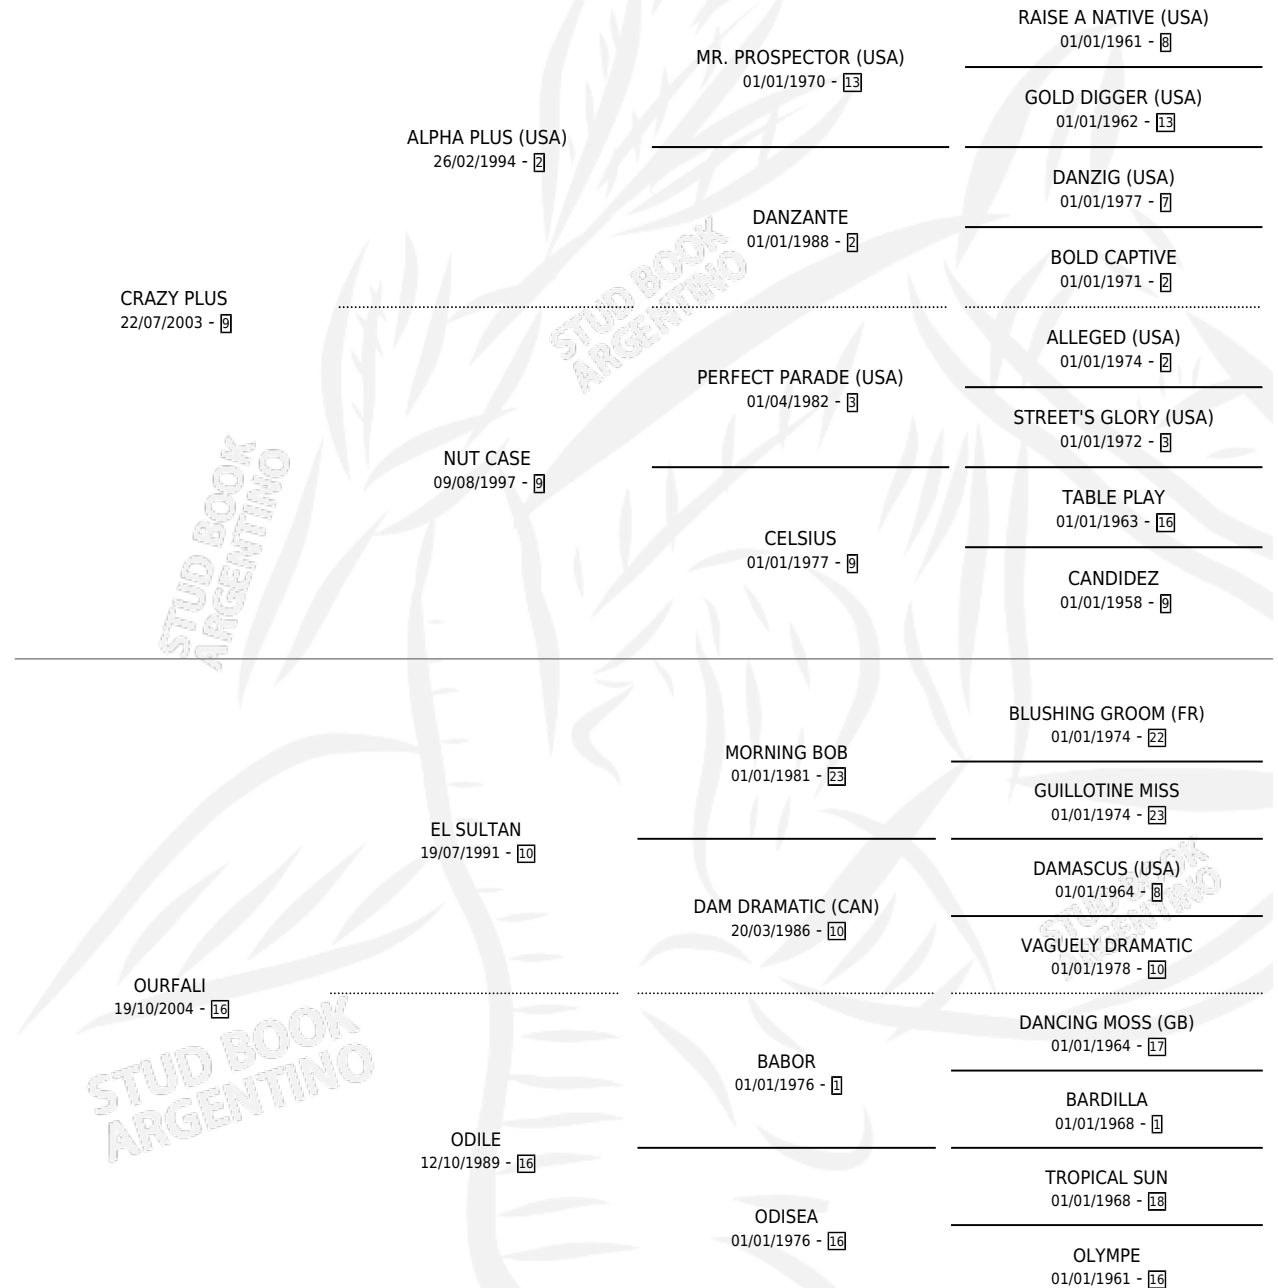 RAISE A NATIVE (USA)
01/01/1961 - 8
MR. PROSPECTOR (USA)
01/01/1970 - 13
GOLD DIGGER (USA)
01/01/1962 - 13
ALPHA PLUS (USA)
26/02/1994 - 2
DANZIG (USA)
01/01/1977 - 7
DANZANTE
01/01/1988 - 2
BOLD CAPTIVE
01/01/1971 - 2
CRAZY PLUS
22/07/2003 - 9
ALLEGED (USA)
01/01/1974 - 2
PERFECT PARADE (USA)
01/04/1982 - 3
STREET'S GLORY (USA)
01/01/1972 - 3
NUT CASE
09/08/1997 - 9
TABLE PLAY
01/01/1963 - 16
CELSIUS
01/01/1977 - 9
CANDIDEZ
01/01/1958 - 9
STUD BOOK
ARGENTINO
STUD BOOK
ARGENTINO
BLUSHING GROOM (FR)
01/01/1974 - 22
MORNING BOB
01/01/1981 - 23
GUILLOTINE MISS
01/01/1974 - 23
EL SULTAN
19/07/1991 - 10
DAMASCUS (USA)
01/01/1964 - 8
DAM DRAMATIC (CAN)
20/03/1986 - 10
VAGUELY DRAMATIC
01/01/1978 - 10
OURFALI
19/10/2004 - 16
DANCING MOSS (GB)
01/01/1964 - 17
BABOR
01/01/1976 - 1
BARDILLA
01/01/1968 - 1
ODILE
12/10/1989 - 16
TROPICAL SUN
01/01/1968 - 18
ODISEA
01/01/1976 - 16
OLYMPE
01/01/1961 - 16
STUD BOOK
ARGENTINO
STUD BOOK
ARGENTINO